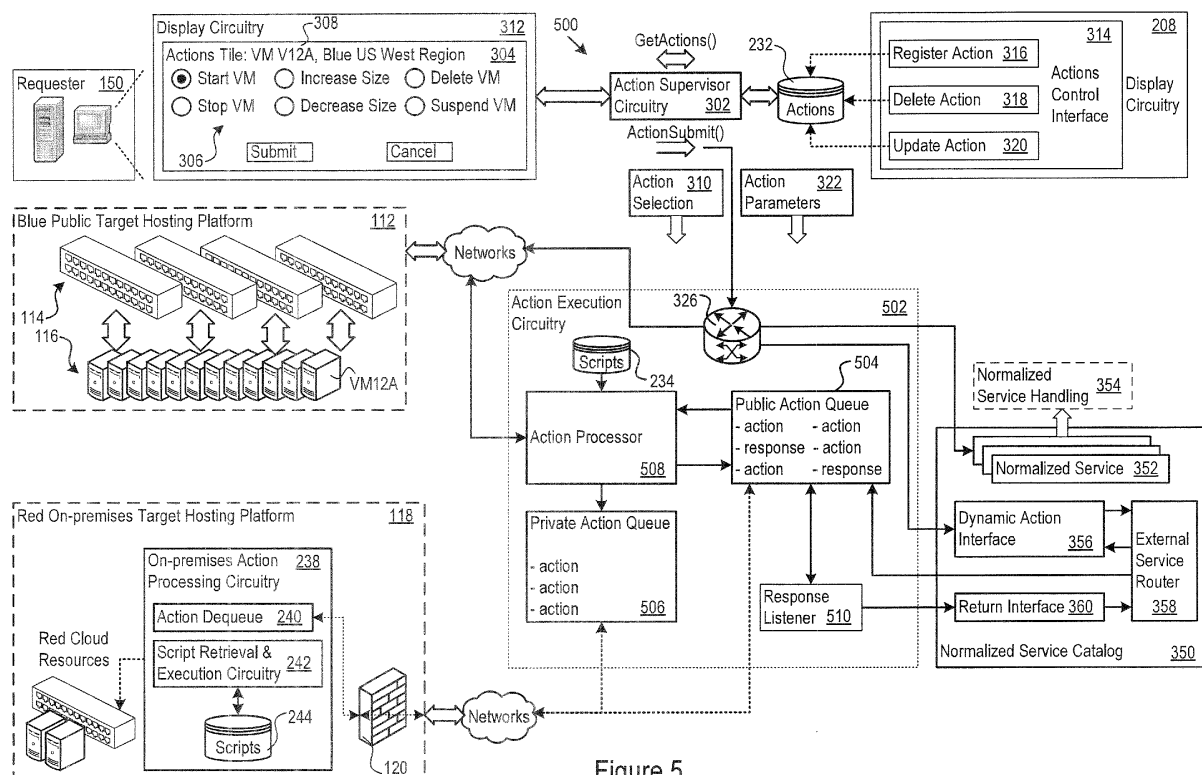 Display Circuitry
308
312
Actions Tile: VM V12A, Blue US West Region 304
Start VM
Increase Size
Delete VM
Stop VM
Decrease Size
Suspend VM
306
Submit
Cancel
Requester
150
500
GetActions()
Action Supervisor
Circuitry
302
232
Actions
ActionSubmit()
Register Action 316
Delete Action 318
Update Action 320
314
Actions
Control
Interface
208
Display
Circuitry
Action 310
Selection
Action 322
Parameters
Blue Public Target Hosting Platform
112
114
116
VM12A
Networks
Action Execution
Circuitry
326
502
Scripts
234
504
Action Processor
508
Public Action Queue
- action
- response
- action
- action
- action
- response
Private Action Queue
- action
- action
- action
506
Response
Listener 510
Normalized
Service Handling
354
Normalized Service 352
Dynamic Action
Interface
356
External
Service
Router
358
Return Interface 360
Normalized Service Catalog
350
Red On-premises Target Hosting Platform
118
On-premises Action
Processing Circuitry
238
Action Dequeue 240
Script Retrieval &
Execution Circuitry
242
244
Scripts
Red Cloud
Resources
120
Networks
Figure 5